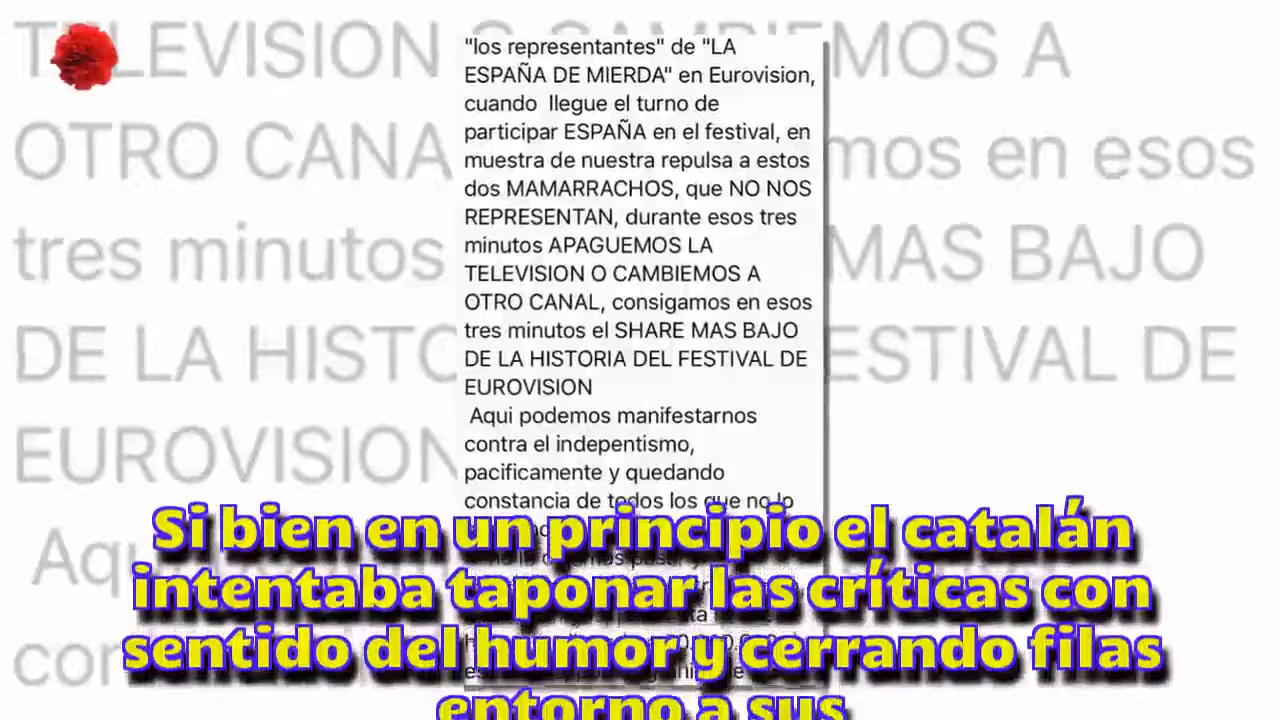 "los representantes" de "LA
ESPAÑA DE MIERDA" en Eurovision,
cuando llegue el turno de
participar ESPAÑA en el festival, en
muestra de nuestra repulsa a estos
dos MAMARRACHOS, que NO NOS
REPRESENTAN, durante esos tres
minutos APAGUEMOS LA
TELEVISION O CAMBIEMOS A
OTRO CANAL, consigamos en esos
tres minutos el SHARE MAS BAJO
DE LA HISTORIA DEL FESTIVAL DE
EUROVISION
Aqui podemos manifestarnos
contra el indepentismo,
pacificamente y quedando
constancia de todos los que no lo
Si bien en un principio el catalán
intentaba taponar las críticas con
sentido del humor y cerrando filas
entorno a sus